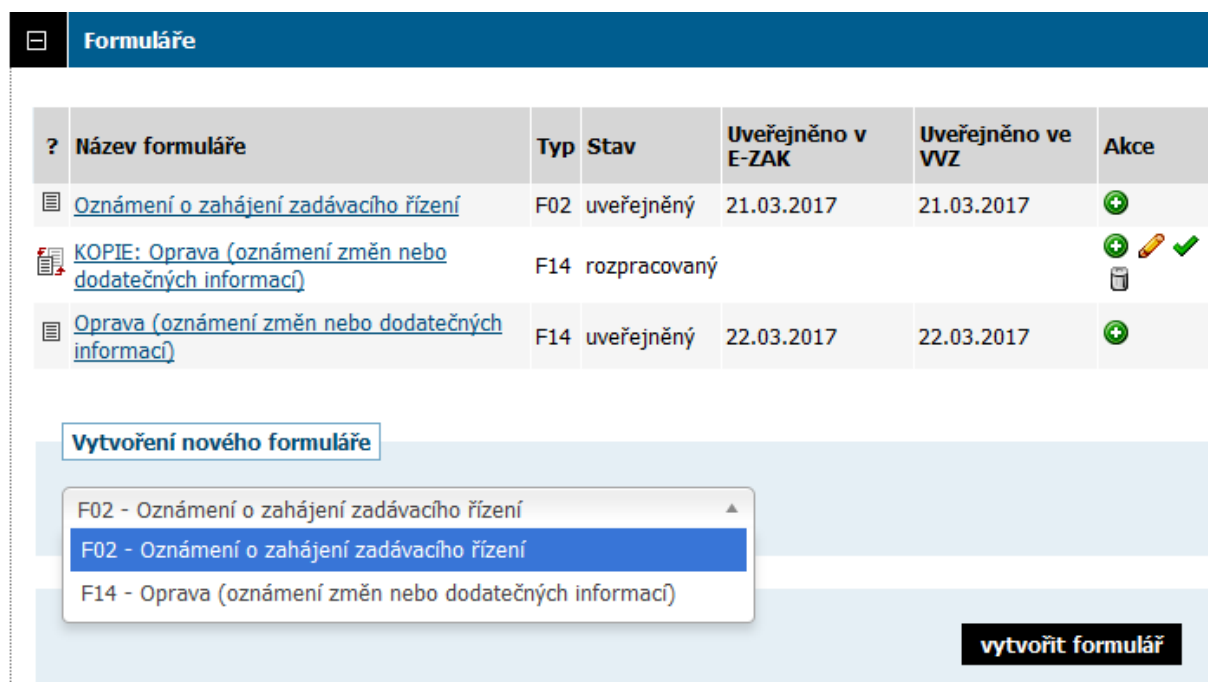 Formuláře
? Název formuláře Typ Stav Uveřejněno v E-ZAK Uveřejněno ve VVZ Akce
Oznámení o zahájení zadávacího řízení F02 uveřejněný 21.03.2017 21.03.2017
KOPIE: Oprava (oznámení změn nebo
dodatečných informací) F14 rozpracovaný
Oprava (oznámení změn nebo dodatečných
informací) F14 uveřejněný 22.03.2017 22.03.2017
Vytvoření nového formuláře
F02 - Oznámení o zahájení zadávacího řízení
F02 - Oznámení o zahájení zadávacího řízení
F14 - Oprava (oznámení změn nebo dodatečných informací)
vytvořit formulář